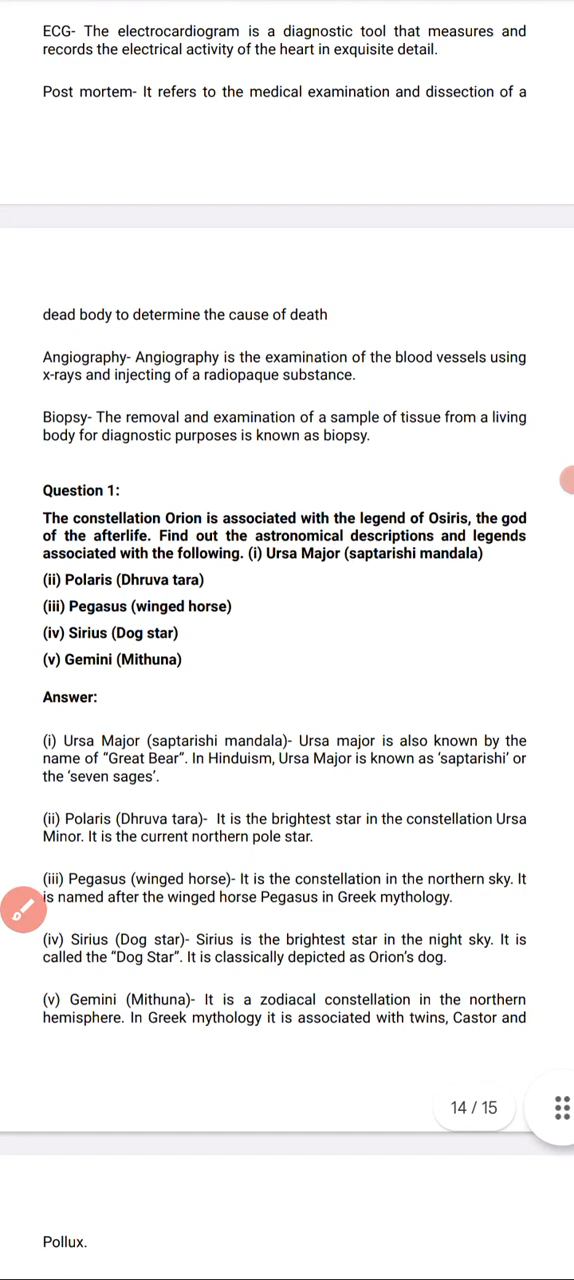 ECG- The electrocardiogram is a diagnostic tool that measures and
records the electrical activity of the heart in exquisite detail.
Post mortem- It refers to the medical examination and dissection of a
dead body to determine the cause of death
Angiography- Angiography is the examination of the blood vessels using
x-rays and injecting of a radiopaque substance.
Biopsy- The removal and examination of a sample of tissue from a living
body for diagnostic purposes is known as biopsy.
Question 1:
The constellation Orion is associated with the legend of Osiris, the god
of the afterlife. Find out the astronomical descriptions and legends
associated with the following. (i) Ursa Major (saptarishi mandala)
(ii) Polaris (Dhruva tara)
(iii) Pegasus (winged horse)
(iv) Sirius (Dog star)
(v) Gemini (Mithuna)
Answer:
(i) Ursa Major (saptarishi mandala)- Ursa major is also known by the
name of “Great Bear”. In Hinduism, Ursa Major is known as ‘saptarishi’ or
the ‘seven sages’.
(ii) Polaris (Dhruva tara)- It is the brightest star in the constellation Ursa
Minor. It is the current northern pole star.
(iii) Pegasus (winged horse)- It is the constellation in the northern sky. It
is named after the winged horse Pegasus in Greek mythology.
(iv) Sirius (Dog star)- Sirius is the brightest star in the night sky. It is
called the “Dog Star”. It is classically depicted as Orion’s dog.
(v) Gemini (Mithuna)- It is a zodiacal constellation in the northern
hemisphere. In Greek mythology it is associated with twins, Castor and
14 / 15
Pollux.